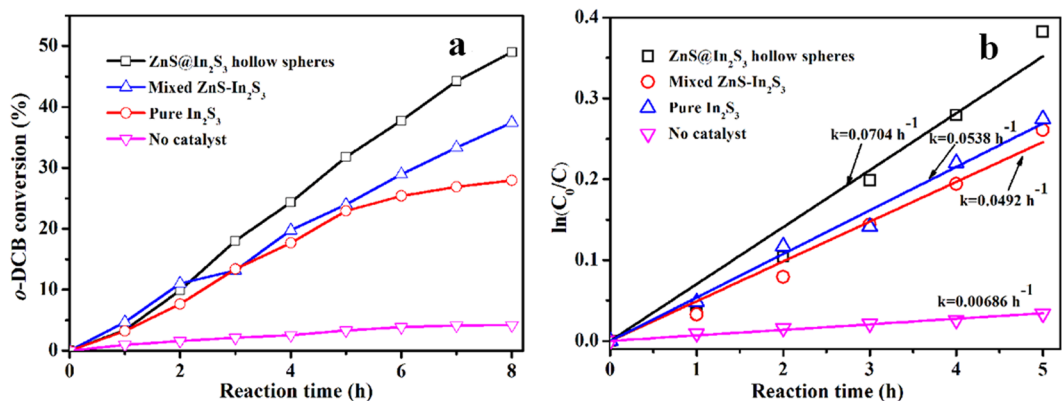 a
ZnS@In₂S₃ hollow spheres
Mixed ZnS-In₂S₃
Pure In₂S₃
No catalyst
o-DCB conversion (%)
50
40
30
20
10
0
0 2 4 6 8
Reaction time (h)
b
ZnS@In₂S₃ hollow spheres
Mixed ZnS-In₂S₃
Pure In₂S₃
No catalyst
k=0.0704 h⁻¹
k=0.0538 h⁻¹
k=0.0492 h⁻¹
k=0.00686 h⁻¹
ln(C₀/C)
0.4
0.3
0.2
0.1
0.0
0 1 2 3 4 5
Reaction time (h)